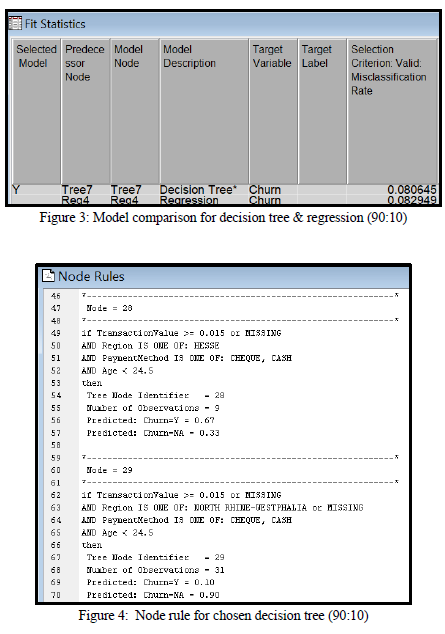 Fit Statistics
Selected Predece Model Model Target Target Selection
Model ssor Node Description Variable Label Criterion: Valid:
Node Misclassification
Rate
Y Tree7 Tree7 Decision Tree* Churn 0.080645
Reg4 Reg4 Regression Churn 0.082949
Figure 3: Model comparison for decision tree & regression (90:10)
Node Rules
46 *------------------------------------------------------------*
47 Node = 28
48 *------------------------------------------------------------*
49 if TransactionValue >= 0.015 or MISSING
50 AND Region IS ONE OF: HESSE
51 AND PaymentMethod IS ONE OF: CHEQUE, CASH
52 AND Age < 24.5
53 then
54 Tree Node Identifier = 28
55 Number of Observations = 9
56 Predicted: Churn=Y = 0.67
57 Predicted: Churn=NA = 0.33
58
59 *------------------------------------------------------------*
60 Node = 29
61 *------------------------------------------------------------*
62 if TransactionValue >= 0.015 or MISSING
63 AND Region IS ONE OF: NORTH RHINE-WESTPHALIA or MISSING
64 AND PaymentMethod IS ONE OF: CHEQUE, CASH
65 AND Age < 24.5
66 then
67 Tree Node Identifier = 29
68 Number of Observations = 31
69 Predicted: Churn=Y = 0.10
70 Predicted: Churn=NA = 0.90
Figure 4: Node rule for chosen decision tree (90:10)